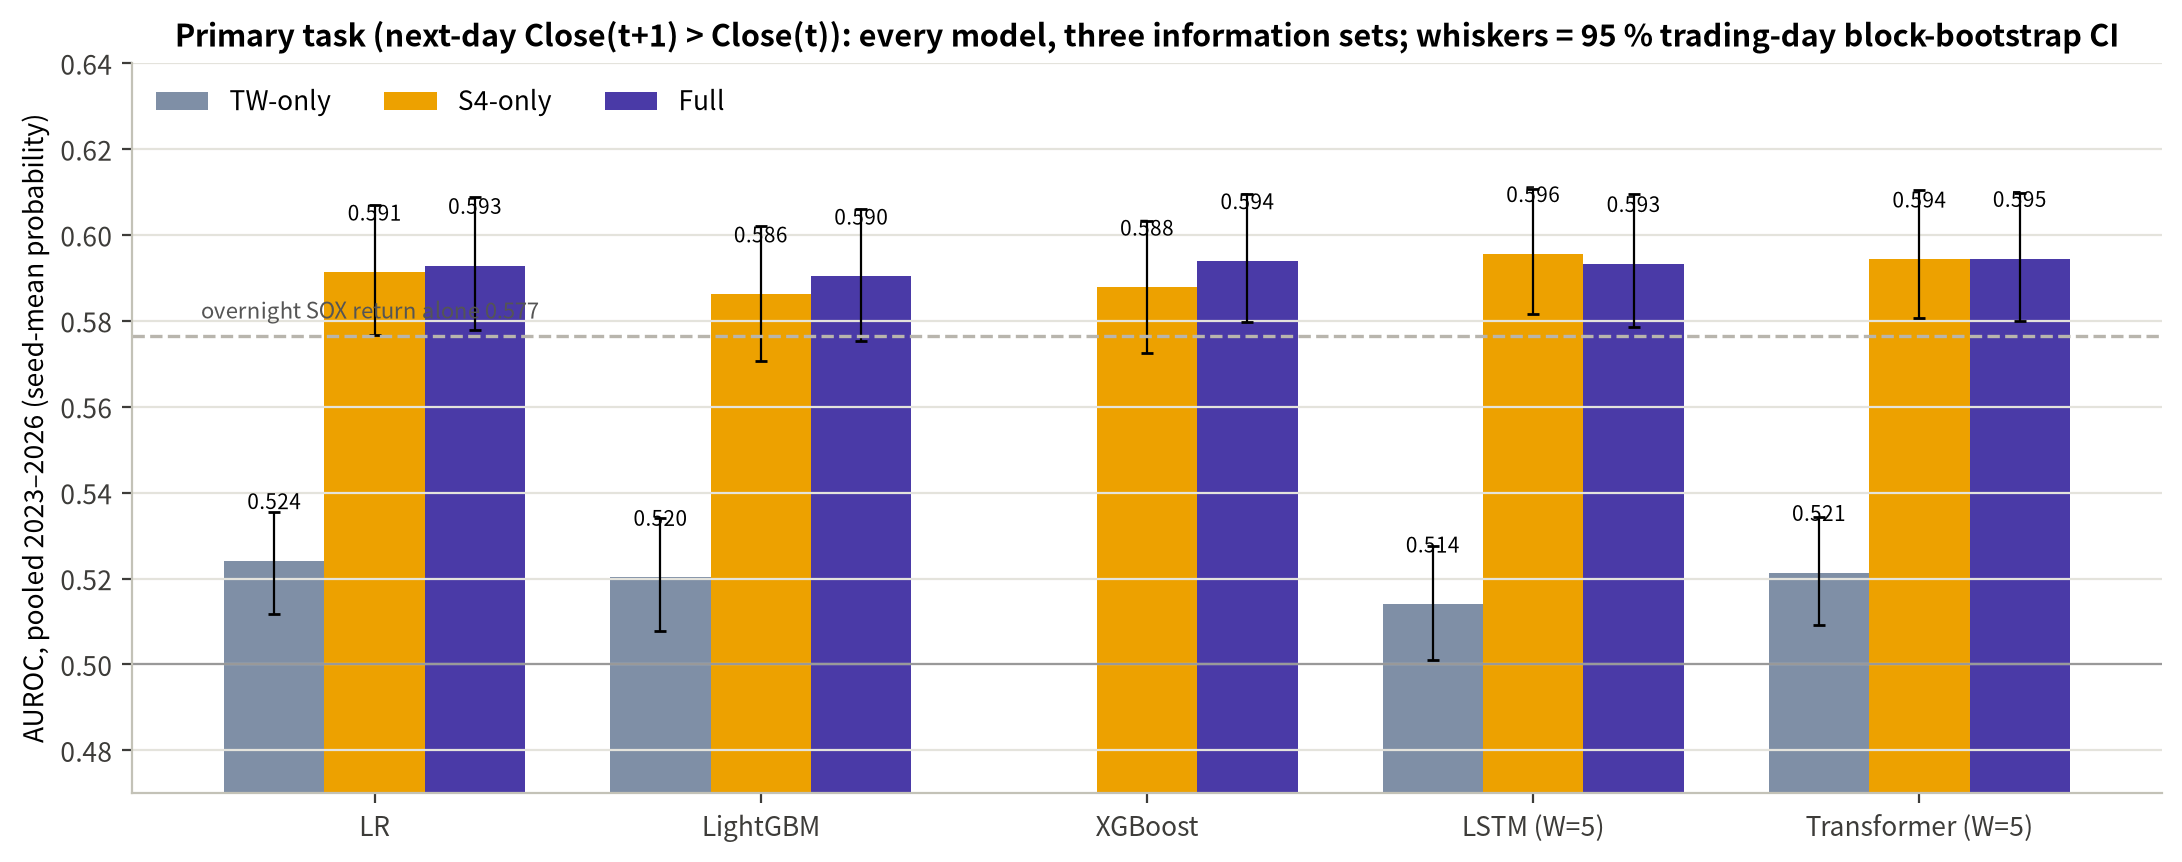 Primary task (next-day Close(t+1) > Close(t)): every model, three information sets; whiskers = 95 % trading-day block-bootstrap CI
AUROC, pooled 2023–2026 (seed-mean probability)
0.64
0.62
0.60
0.58
0.56
0.54
0.52
0.50
0.48
TW-only
S4-only
Full
overnight SOX return alone 0.577
0.524
0.591
0.593
0.520
0.586
0.590
0.588
0.594
0.514
0.596
0.593
0.521
0.594
0.595
LR
LightGBM
XGBoost
LSTM (W=5)
Transformer (W=5)